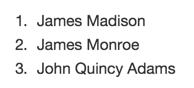 1. James Madison
2. James Monroe
3. John Quincy Adams